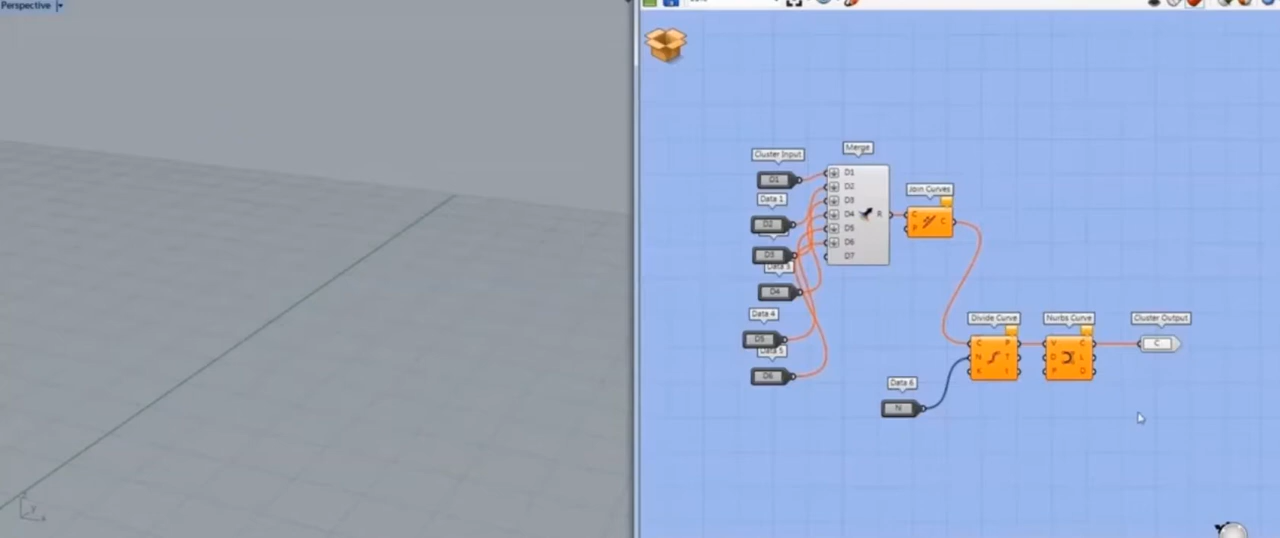 Perspective
Cluster Input
D1
Data 1
D2
D3
Data 3
D4
Data 4
D5
Data 5
D6
Merge
D1
D2
D3
D4
D5
D6
D7
R
Join Curves
C
P
C
Data 6
N
Divide Curve
C
N
K
P
T
t
Nurbs Curve
V
D
P
C
L
D
Cluster Output
C
z
y
x